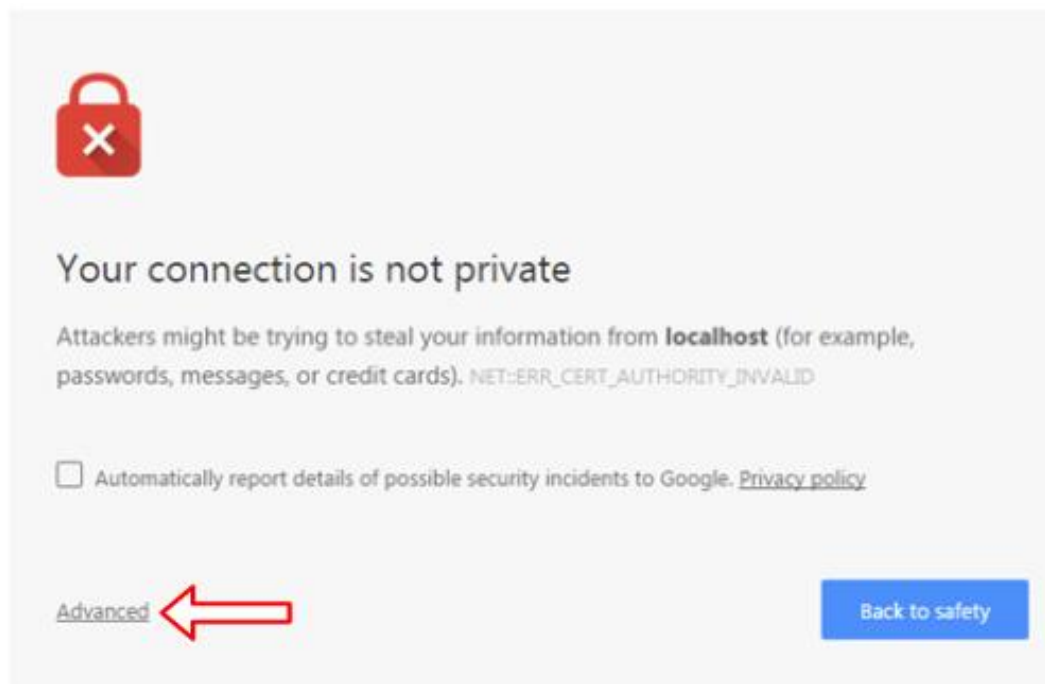 Your connection is not private
Attackers might be trying to steal your information from localhost (for example,
passwords, messages, or credit cards). NET::ERR_CERT_AUTHORITY_INVALID
Automatically report details of possible security incidents to Google. Privacy policy
Advanced
Back to safety